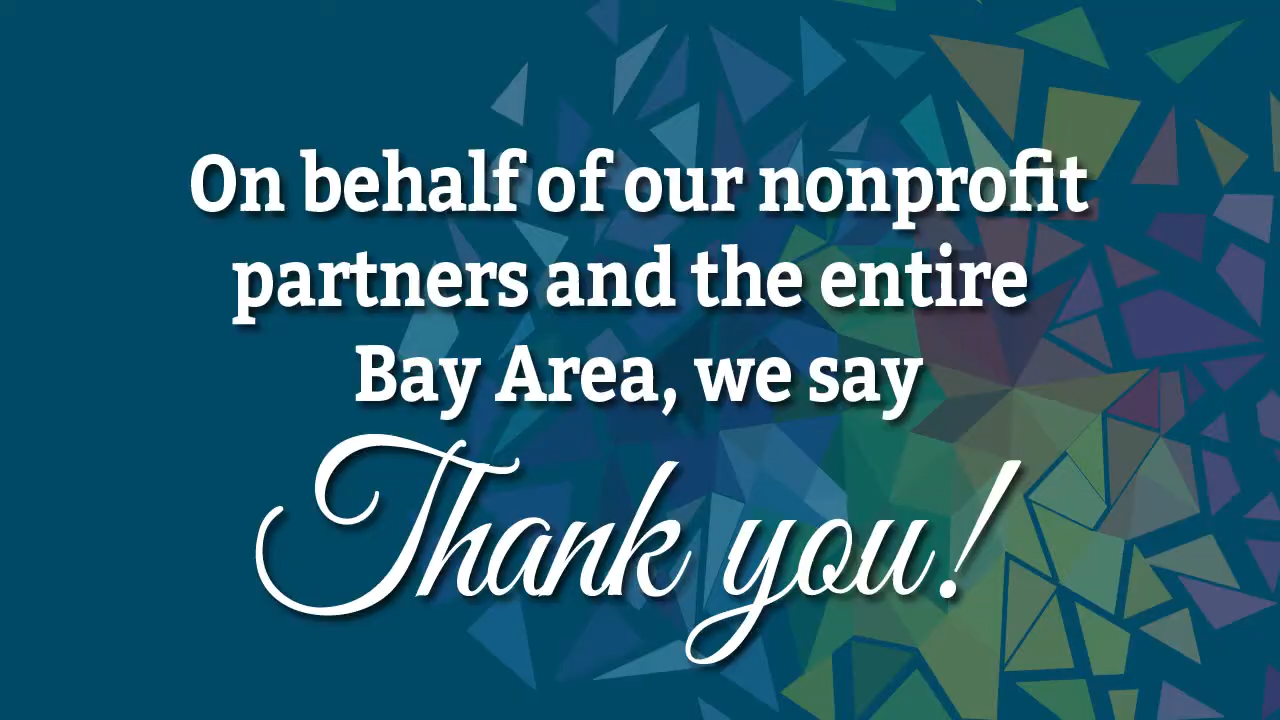 On behalf of our nonprofit
partners and the entire
Bay Area, we say
Thank you!